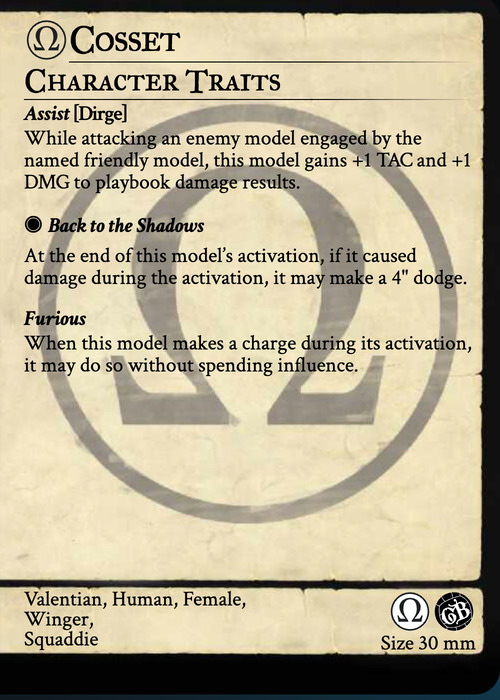 Ω Cosset
Character Traits
Assist [Dirge]
While attacking an enemy model engaged by the
named friendly model, this model gains +1 TAC and +1
DMG to playbook damage results.
Back to the Shadows
At the end of this model's activation, if it caused
damage during the activation, it may make a 4" dodge.
Furious
When this model makes a charge during its activation,
it may do so without spending influence.
Ω
Valentian, Human, Female,
Winger,
Squaddie
Ω GB
Size 30 mm